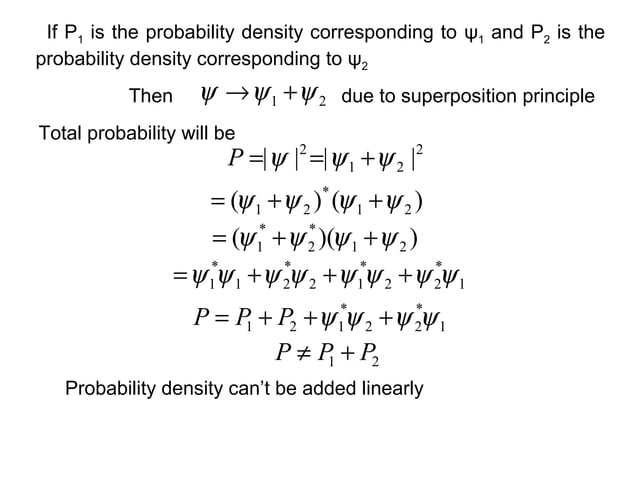 If P₁ is the probability density corresponding to ψ₁ and P₂ is the
probability density corresponding to ψ₂
Then ψ → ψ₁ + ψ₂ due to superposition principle
Total probability will be
P =| ψ |²=| ψ₁ + ψ₂ |²
= (ψ₁ + ψ₂)*(ψ₁ + ψ₂)
= (ψ₁* + ψ₂*)(ψ₁ + ψ₂)
= ψ₁*ψ₁ + ψ₂*ψ₂ + ψ₁*ψ₂ + ψ₂*ψ₁
P = P₁ + P₂ + ψ₁*ψ₂ + ψ₂*ψ₁
P ≠ P₁ + P₂
Probability density can’t be added linearly